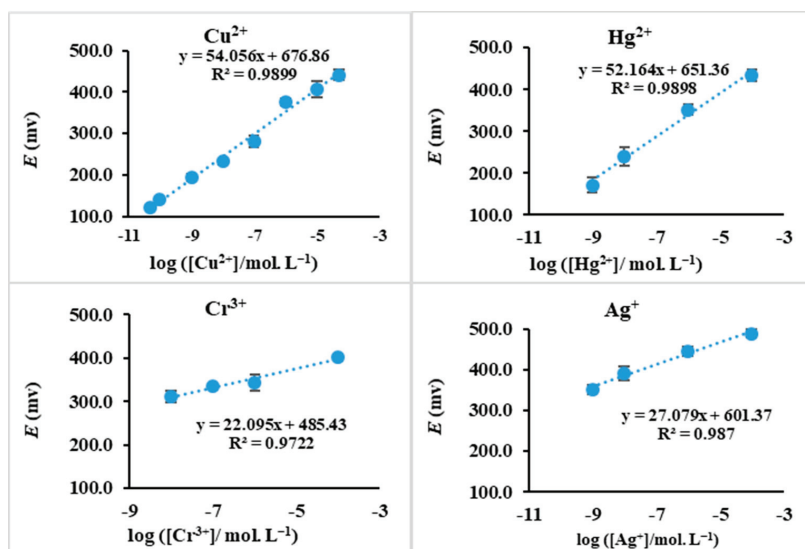 Cu²⁺
y = 54.056x + 676.86
R² = 0.9899
500.0
400.0
300.0
200.0
100.0
E (mv)
-11
-9
-7
-5
-3
log ([Cu²⁺]/mol. L⁻¹)
Hg²⁺
y = 52.164x + 651.36
R² = 0.9898
500.0
400.0
300.0
200.0
100.0
E (mv)
-11
-9
-7
-5
-3
log ([Hg²⁺]/ mol. L⁻¹)
Cr³⁺
500.0
400.0
300.0
200.0
100.0
E (mv)
y = 22.095x + 485.43
R² = 0.9722
-9
-7
-5
-3
log ([Cr³⁺]/ mol. L⁻¹)
Ag⁺
500.0
400.0
300.0
200.0
100.0
E (mv)
y = 27.079x + 601.37
R² = 0.987
-11
-9
-7
-5
-3
log ([Ag⁺]/mol. L⁻¹)